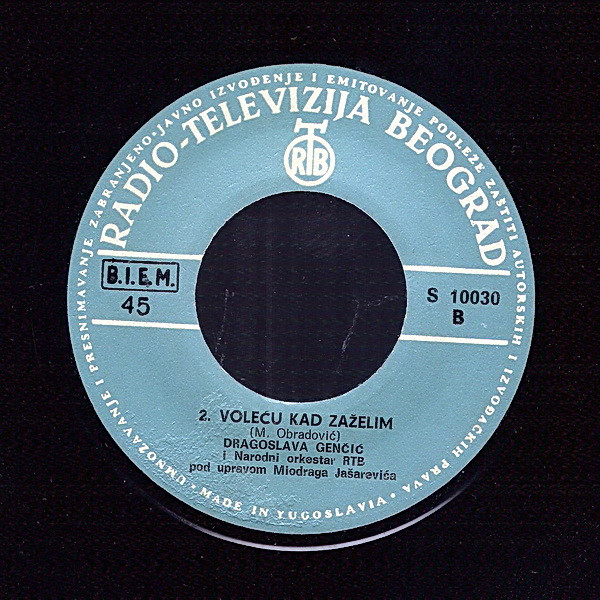 UMNOŽAVANJE I PRESNIMAVANJE ZABRANJENO · JAVNO IZVOĐENJE I EMITOVANJE PODLEŽE ZAŠTITI AUTORSKIH I IZVOĐAČKIH PRAVA
RADIO-TELEVIZIJA BEOGRAD
RTB
B.I.E.M.
45
S 10030
B
2. VOLEĆU KAD ZAŽELIM
(M. Obradović)
DRAGOSLAVA GENČIĆ
i Narodni orkestar RTB
pod upravom Miodraga Jašarevića
· MADE IN YUGOSLAVIA ·